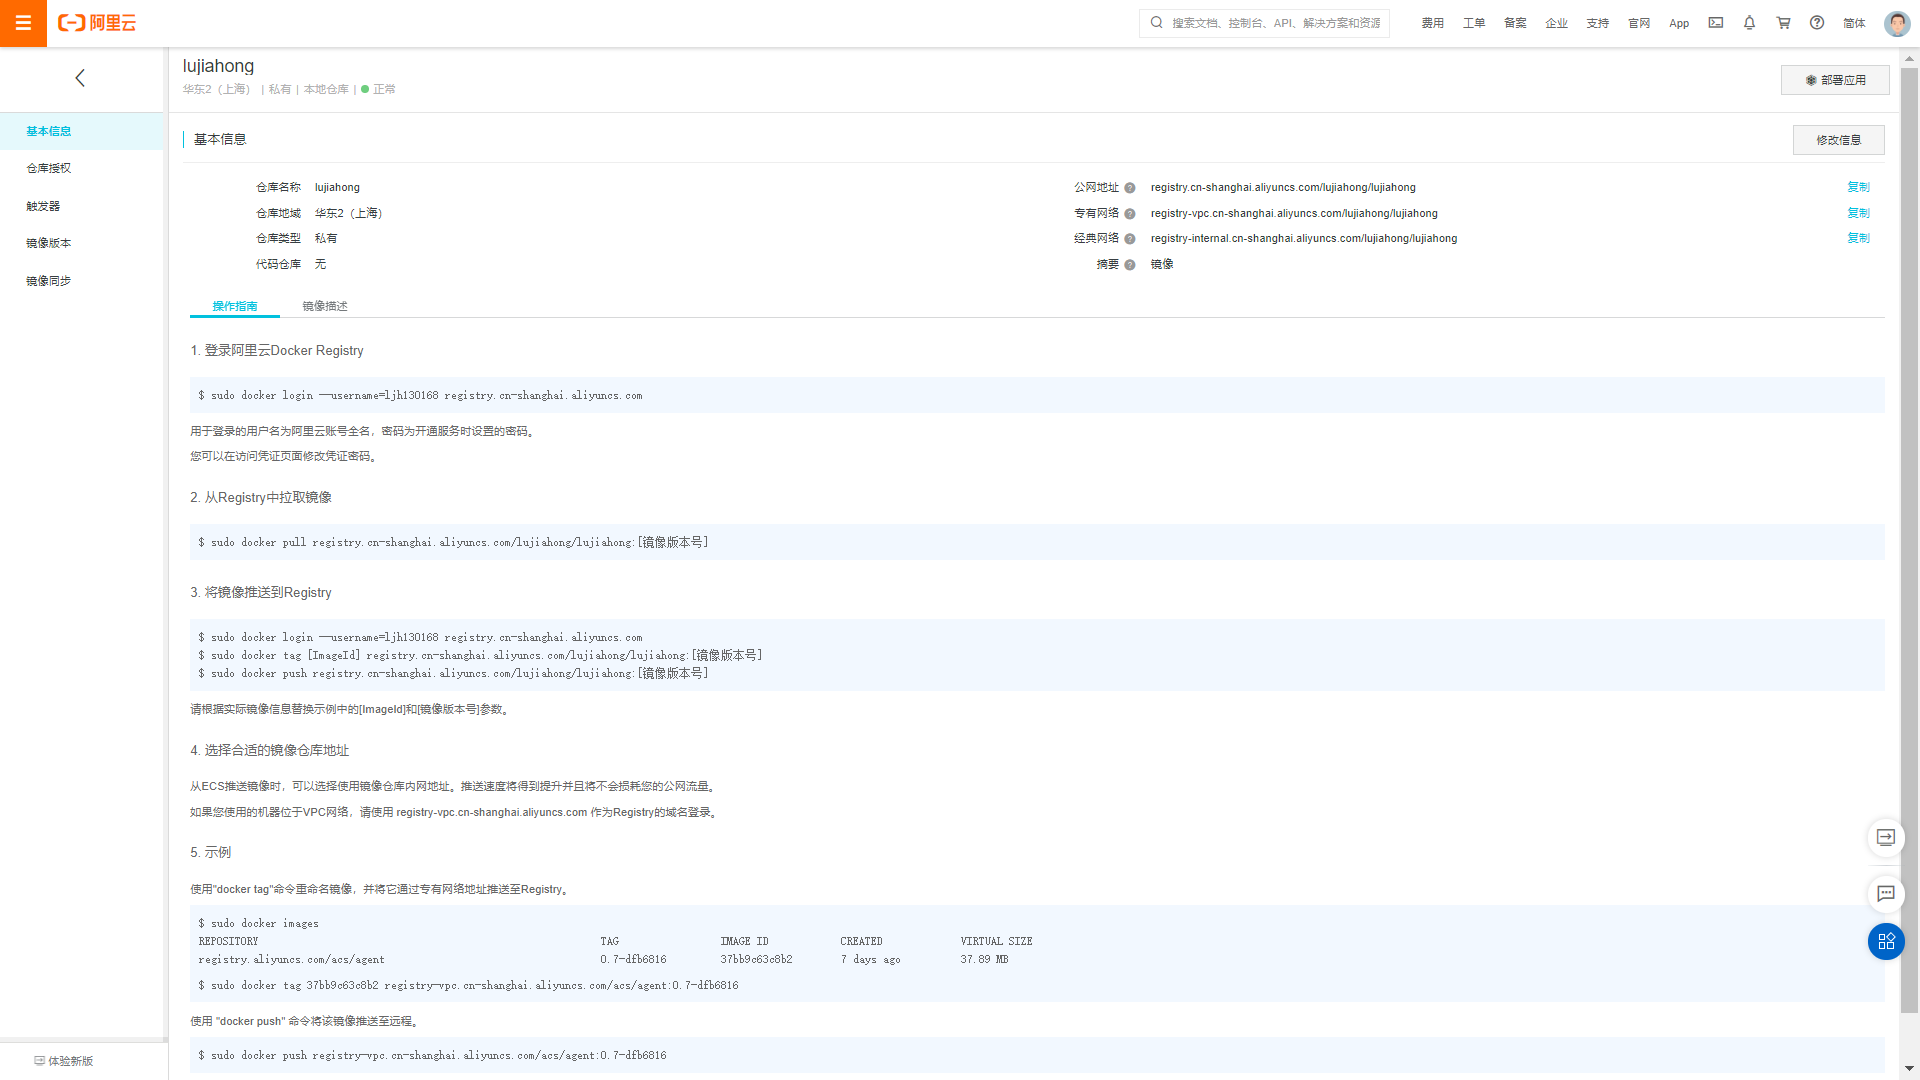 阿里云
搜索文档、控制台、API、解决方案和资源
费用
工单
备案
企业
支持
官网
App
简体
lujiahong
华东2（上海） | 私有 | 本地仓库 | 正常
部署应用
基本信息
仓库授权
触发器
镜像版本
镜像同步
体验新版
基本信息
修改信息
仓库名称 lujiahong
公网地址 registry.cn-shanghai.aliyuncs.com/lujiahong/lujiahong 复制
仓库地域 华东2（上海）
专有网络 registry-vpc.cn-shanghai.aliyuncs.com/lujiahong/lujiahong 复制
仓库类型 私有
经典网络 registry-internal.cn-shanghai.aliyuncs.com/lujiahong/lujiahong 复制
代码仓库 无
摘要 镜像
操作指南 镜像描述
1. 登录阿里云Docker Registry
$ sudo docker login --username=ljh130168 registry.cn-shanghai.aliyuncs.com
用于登录的用户名为阿里云账号全名，密码为开通服务时设置的密码。
您可以在访问凭证页面修改凭证密码。
2. 从Registry中拉取镜像
$ sudo docker pull registry.cn-shanghai.aliyuncs.com/lujiahong/lujiahong:[镜像版本号]
3. 将镜像推送到Registry
$ sudo docker login --username=ljh130168 registry.cn-shanghai.aliyuncs.com
$ sudo docker tag [ImageId] registry.cn-shanghai.aliyuncs.com/lujiahong/lujiahong:[镜像版本号]
$ sudo docker push registry.cn-shanghai.aliyuncs.com/lujiahong/lujiahong:[镜像版本号]
请根据实际镜像信息替换示例中的[ImageId]和[镜像版本号]参数。
4. 选择合适的镜像仓库地址
从ECS推送镜像时，可以选择使用镜像仓库内网地址。推送速度将得到提升并且将不会损耗您的公网流量。
如果您使用的机器位于VPC网络，请使用 registry-vpc.cn-shanghai.aliyuncs.com 作为Registry的域名登录。
5. 示例
使用"docker tag"命令重命名镜像，并将它通过专有网络地址推送至Registry。
$ sudo docker images
REPOSITORY TAG IMAGE ID CREATED VIRTUAL SIZE
registry.aliyuncs.com/acs/agent 0.7-dfb6816 37bb9c63c8b2 7 days ago 37.89 MB
$ sudo docker tag 37bb9c63c8b2 registry-vpc.cn-shanghai.aliyuncs.com/acs/agent:0.7-dfb6816
使用 "docker push" 命令将该镜像推送至远程。
$ sudo docker push registry-vpc.cn-shanghai.aliyuncs.com/acs/agent:0.7-dfb6816